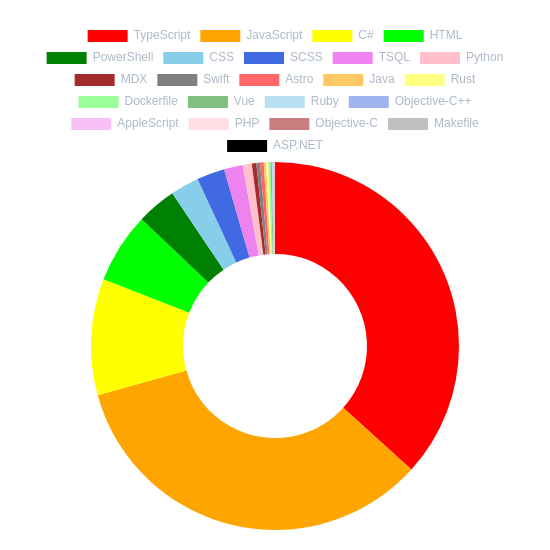 TypeScript JavaScript C# HTML
PowerShell CSS SCSS TSQL Python
MDX Swift Astro Java Rust
Dockerfile Vue Ruby Objective-C++
AppleScript PHP Objective-C Makefile
ASP.NET